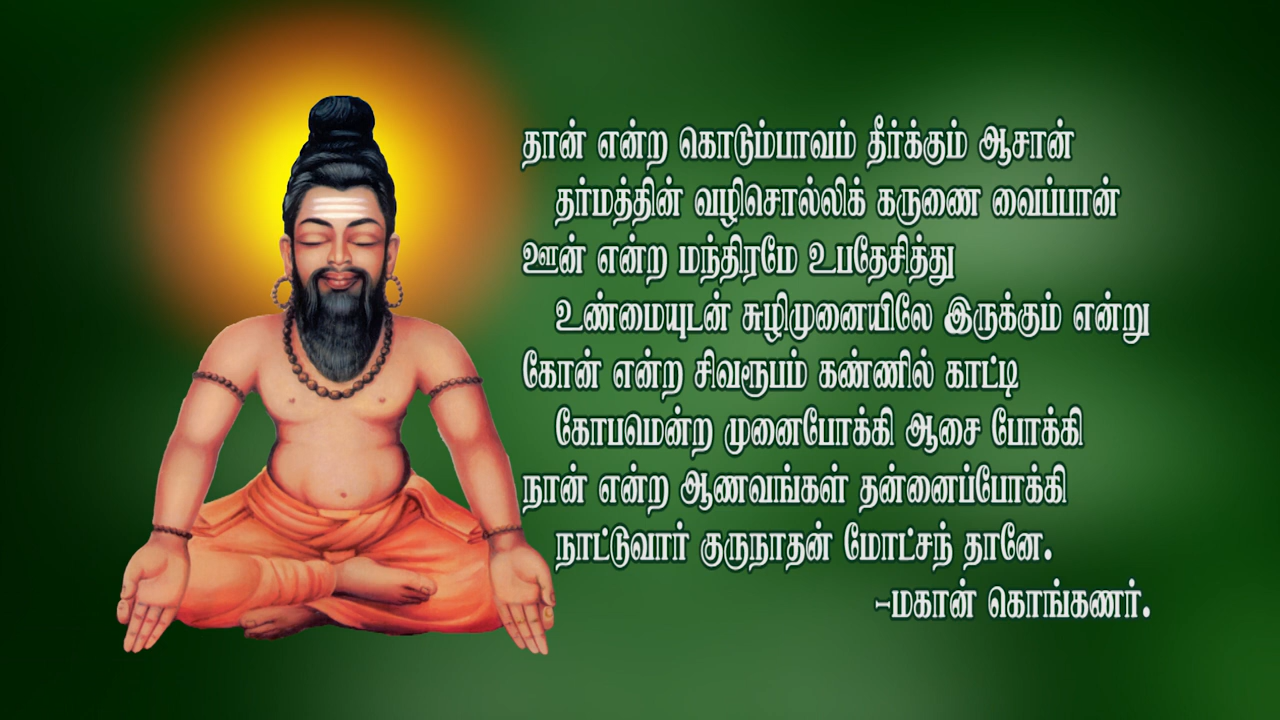 தான் என்ற கொடும்பாவம் தீர்க்கும் ஆசான்
தர்மத்தின் வழிசொல்லிக் கருணை வைப்பான்
ஊன் என்ற மந்திரமே உபதேசித்து
உண்மையுடன் சுழிமுனையிலே இருக்கும் என்று
கோன் என்ற சிவரூபம் கண்ணில் காட்டி
கோபமென்ற முனைபோக்கி ஆசை போக்கி
நான் என்ற ஆணவங்கள் தன்னைப்போக்கி
நாட்டுவார் குருநாதன் மோட்சந் தானே.
-மகான் கொங்கணர்.